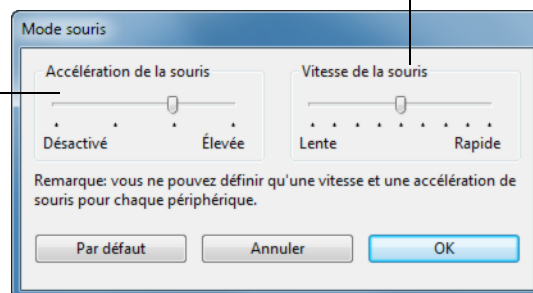 Mode souris
Accélération de la souris
Vitesse de la souris
Désactivé Élevée
Lente Rapide
Remarque: vous ne pouvez définir qu'une vitesse et une accélération de
souris pour chaque périphérique.
Par défaut
Annuler
OK